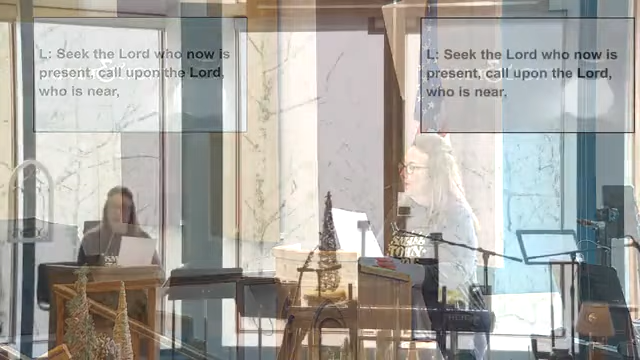 L: Seek the Lord who now is
present, call upon the Lord,
who is near,
L: Seek the Lord who now is
present, call upon the Lord,
who is near.